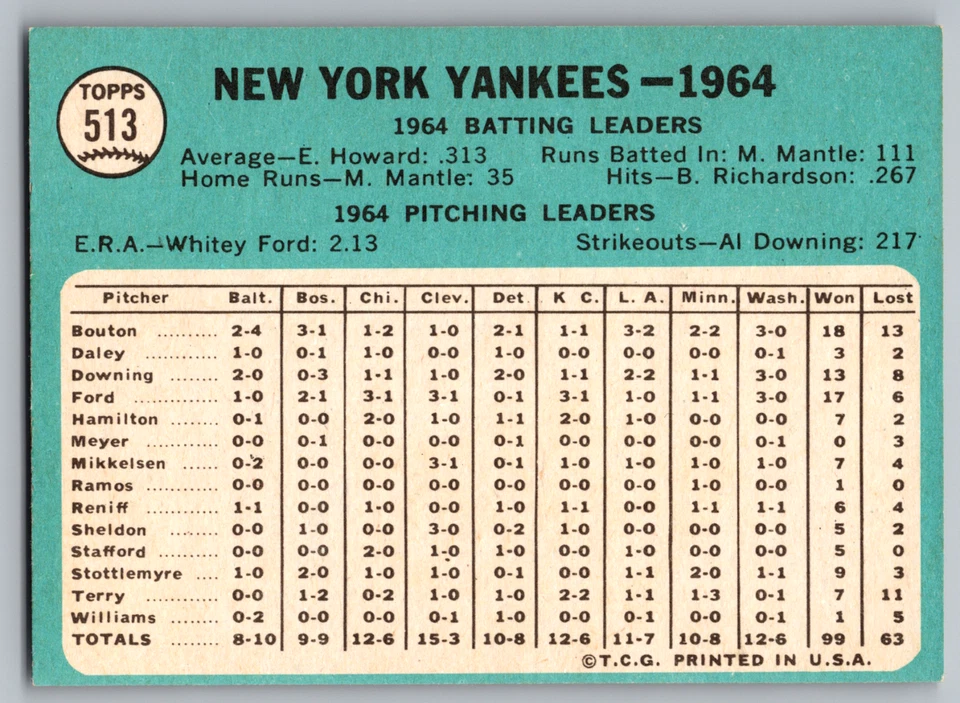 TOPPS
513
NEW YORK YANKEES—1964
1964 BATTING LEADERS
Average—E. Howard: .313 Runs Batted In: M. Mantle: 111
Home Runs—M. Mantle: 35 Hits—B. Richardson: .267
1964 PITCHING LEADERS
E.R.A.—Whitey Ford: 2.13 Strikeouts—Al Downing: 217
Pitcher Balt. Bos. Chi. Clev. Det. K C. L. A. Minn. Wash. Won Lost
Bouton .......... 2-4 3-1 1-2 1-0 2-1 1-1 3-2 2-2 3-0 18 13
Daley ............ 1-0 0-1 1-0 0-0 1-0 0-0 0-0 0-0 0-1 3 2
Downing ........ 2-0 0-3 1-1 1-0 2-0 1-1 2-2 1-1 3-0 13 8
Ford .............. 1-0 2-1 3-1 3-1 0-1 3-1 1-0 1-1 3-0 17 6
Hamilton ........ 0-1 0-0 2-0 1-0 1-1 2-0 1-0 0-0 0-0 7 2
Meyer ............ 0-0 0-1 0-0 0-0 0-1 0-0 0-0 0-0 0-1 0 3
Mikkelsen ...... 0-2 0-0 0-0 3-1 0-1 1-0 1-0 1-0 1-0 7 4
Ramos ............ 0-0 0-0 0-0 0-0 0-0 0-0 0-0 1-0 0-0 1 0
Reniff ............ 1-1 0-0 1-0 1-0 1-0 1-1 0-0 1-1 1-1 6 4
Sheldon .......... 0-0 1-0 0-0 3-0 0-2 1-0 0-0 0-0 0-0 5 2
Stafford .......... 0-0 0-0 2-0 1-0 1-0 0-0 1-0 0-0 0-0 5 0
Stottlemyre .... 1-0 2-0 1-0 1-0 0-1 0-0 1-1 2-0 1-1 9 3
Terry .............. 0-0 1-2 0-2 1-0 1-0 2-2 1-1 1-3 0-1 7 11
Williams .......... 0-2 0-0 0-0 0-1 1-0 0-0 0-1 0-0 0-1 1 5
TOTALS .......... 8-10 9-9 12-6 15-3 10-8 12-6 11-7 10-8 12-6 99 63
©T.C.G. PRINTED IN U.S.A.